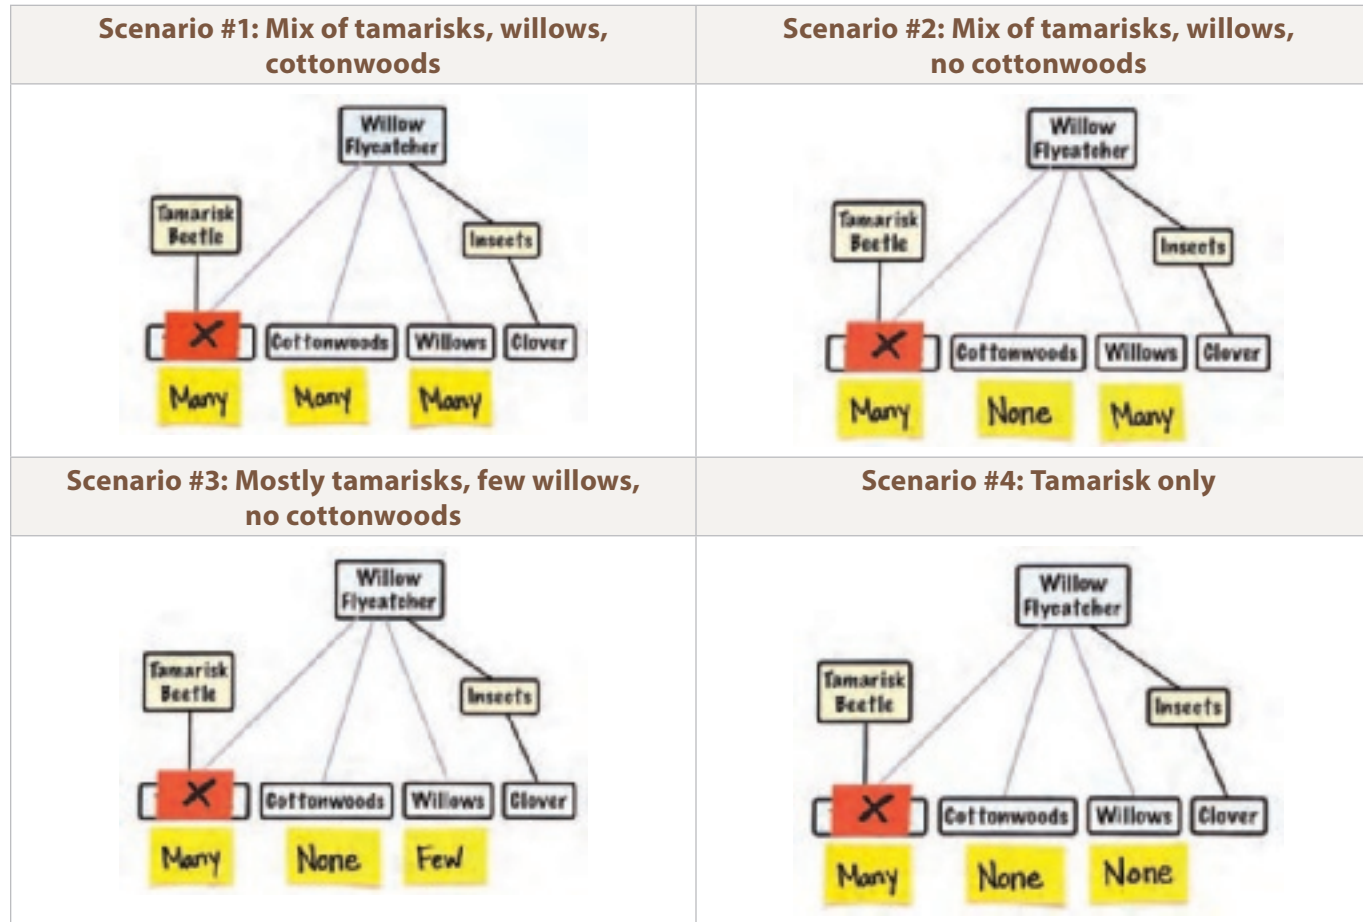 Scenario #1: Mix of tamarisks, willows,
cottonwoods
Scenario #2: Mix of tamarisks, willows,
no cottonwoods
Willow
Flycatcher
Tamarisk
Beetle
Insects
X
Cottonwoods
Willows
Clover
Many
Many
Many
Willow
Flycatcher
Tamarisk
Beetle
Insects
X
Cottonwoods
Willows
Clover
Many
None
Many
Scenario #3: Mostly tamarisks, few willows,
no cottonwoods
Scenario #4: Tamarisk only
Willow
Flycatcher
Tamarisk
Beetle
Insects
X
Cottonwoods
Willows
Clover
Many
None
Few
Willow
Flycatcher
Tamarisk
Beetle
Insects
X
Cottonwoods
Willows
Clover
Many
None
None